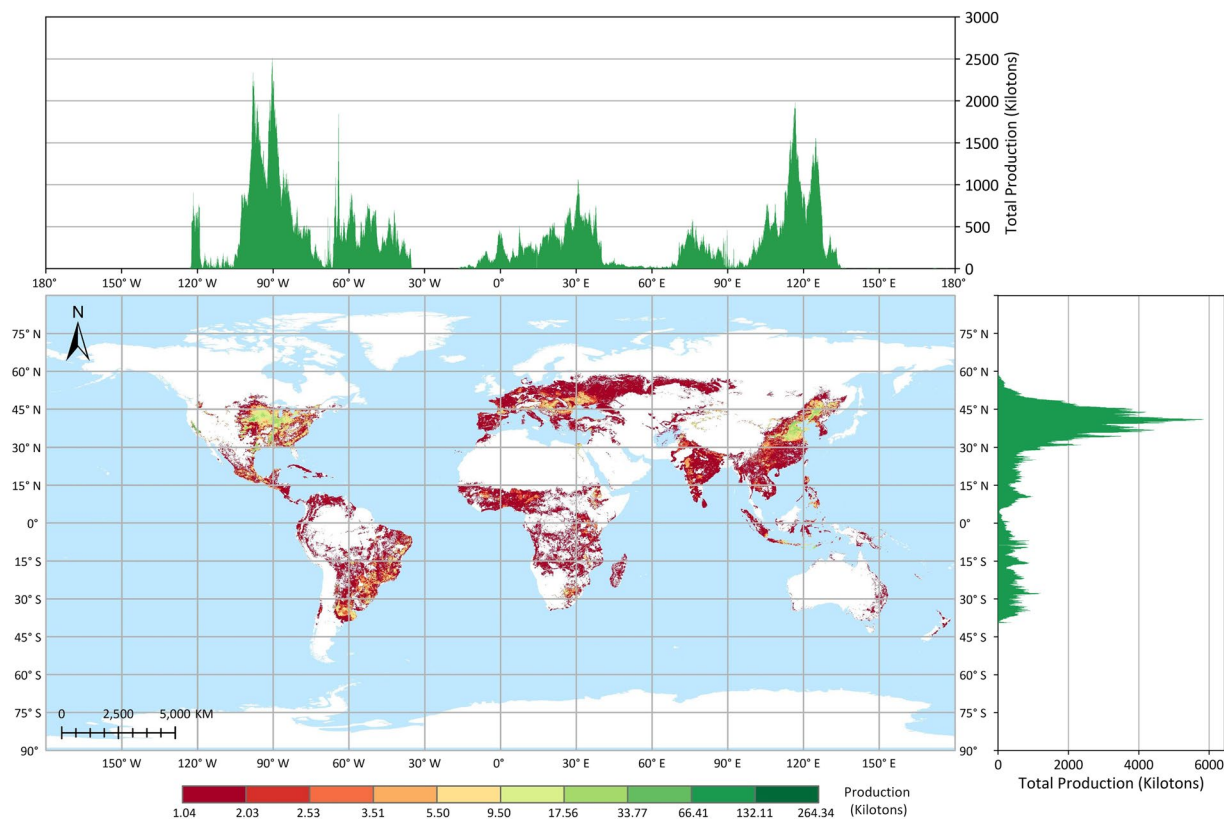 3000
2500
2000
1500
1000
500
0
Total Production (Kilotons)
180° 150° W 120° W 90° W 60° W 30° W 0° 30° E 60° E 90° E 120° E 150° E 180°
N
75° N 75° N
60° N 60° N
45° N 45° N
30° N 30° N
15° N 15° N
0° 0°
15° S 15° S
30° S 30° S
45° S 45° S
60° S 60° S
75° S 75° S
90° 90°
0 2,500 5,000 KM
150° W 120° W 90° W 60° W 30° W 0° 30° E 60° E 90° E 120° E 150° E
0 2000 4000 6000
Total Production (Kilotons)
1.04 2.03 2.53 3.51 5.50 9.50 17.56 33.77 66.41 132.11 264.34
Production
(Kilotons)